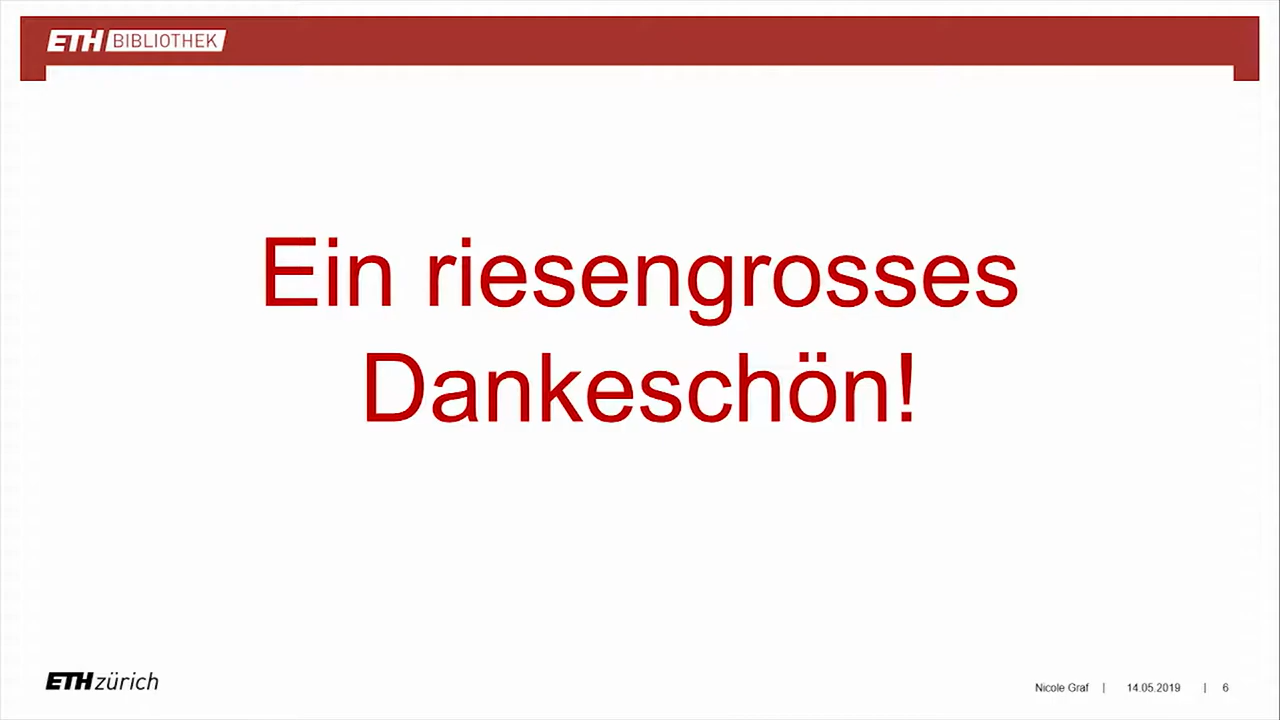 ETH BIBLIOTHEK
Ein riesengrosses
Dankeschön!
ETH zürich
Nicole Graf | 14.05.2019 | 6